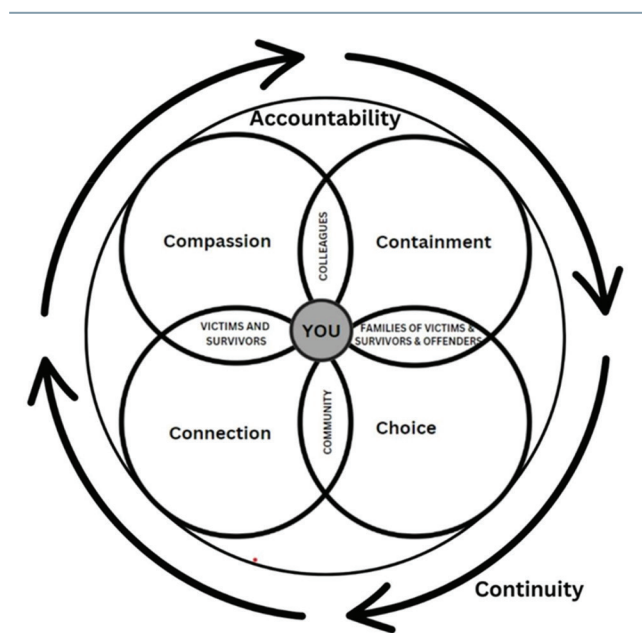 Accountability
Compassion
Containment
COLLEAGUES
VICTIMS AND
SURVIVORS
YOU
FAMILIES OF VICTIMS &
SURVIVORS & OFFENDERS
Connection
COMMUNITY
Choice
Continuity